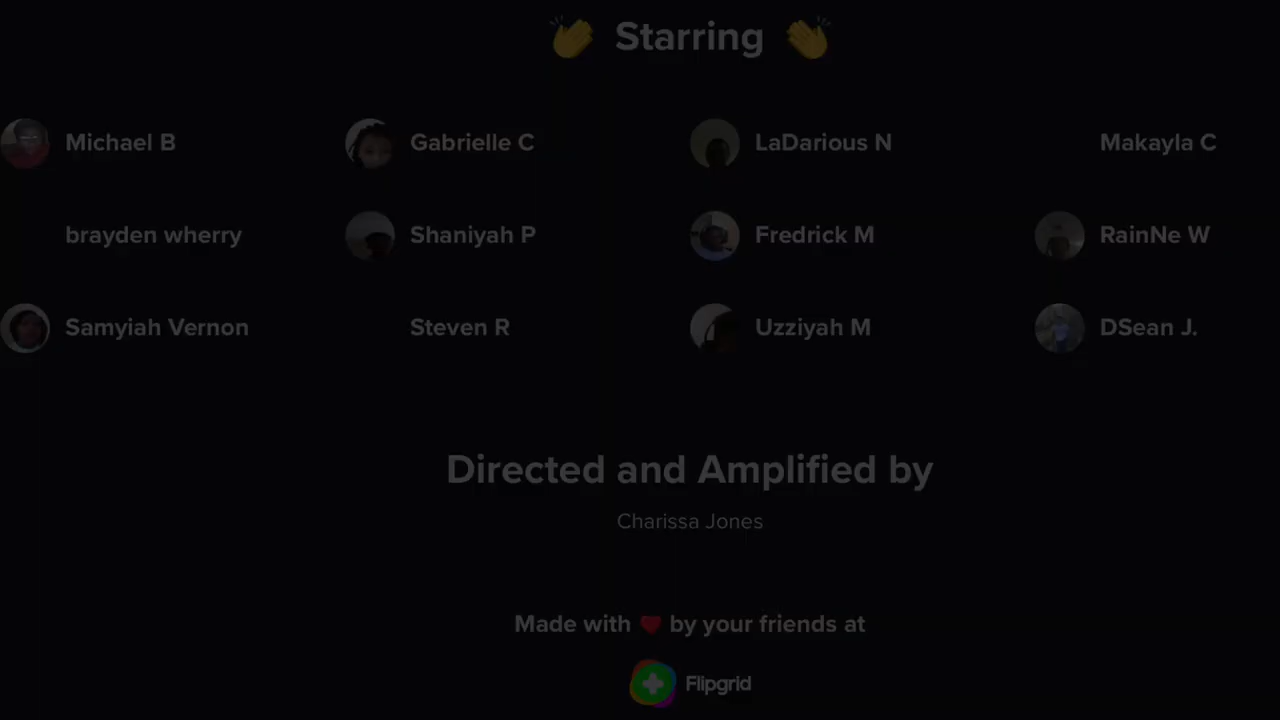 Starring
Michael B Gabrielle C LaDarious N Makayla C
brayden wherry Shaniyah P Fredrick M RainNe W
Samyiah Vernon Steven R Uzziyah M DSean J.
Directed and Amplified by
Charissa Jones
Made with ❤️ by your friends at
Flipgrid